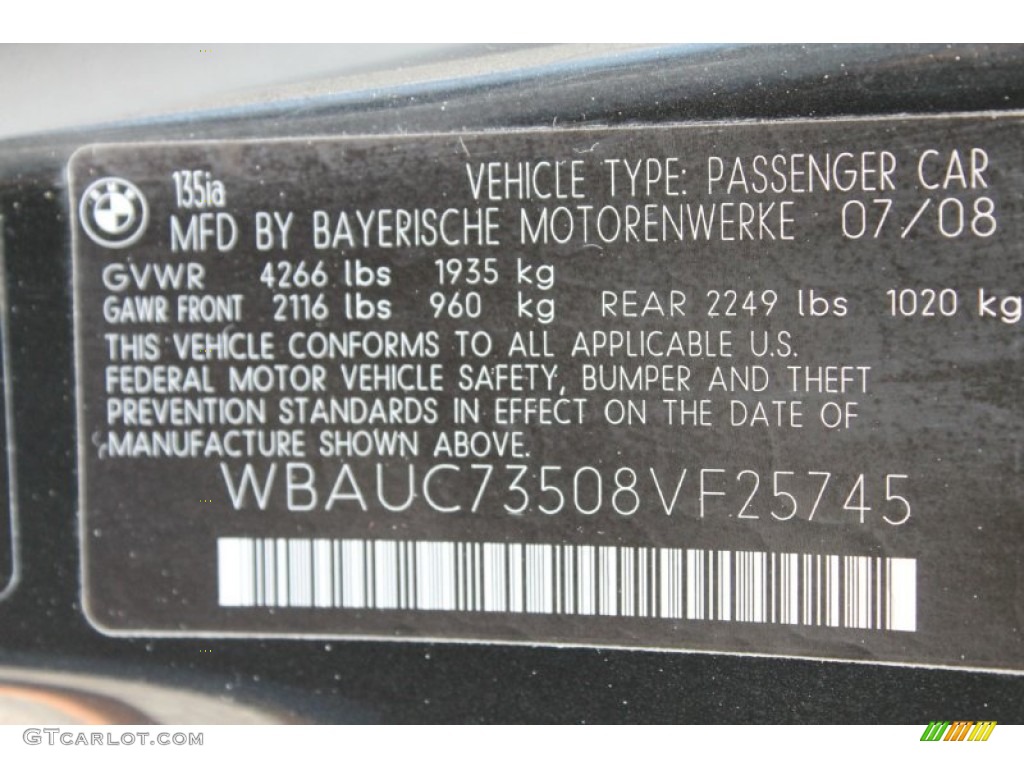 135ia
VEHICLE TYPE: PASSENGER CAR
MFD BY BAYERISCHE MOTORENWERKE 07/08
GVWR 4266 lbs 1935 kg
GAWR FRONT 2116 lbs 960 kg REAR 2249 lbs 1020 kg
THIS VEHICLE CONFORMS TO ALL APPLICABLE U.S.
FEDERAL MOTOR VEHICLE SAFETY, BUMPER AND THEFT
PREVENTION STANDARDS IN EFFECT ON THE DATE OF
MANUFACTURE SHOWN ABOVE.
WBAUC73508VF25745
GTCARLOT.COM